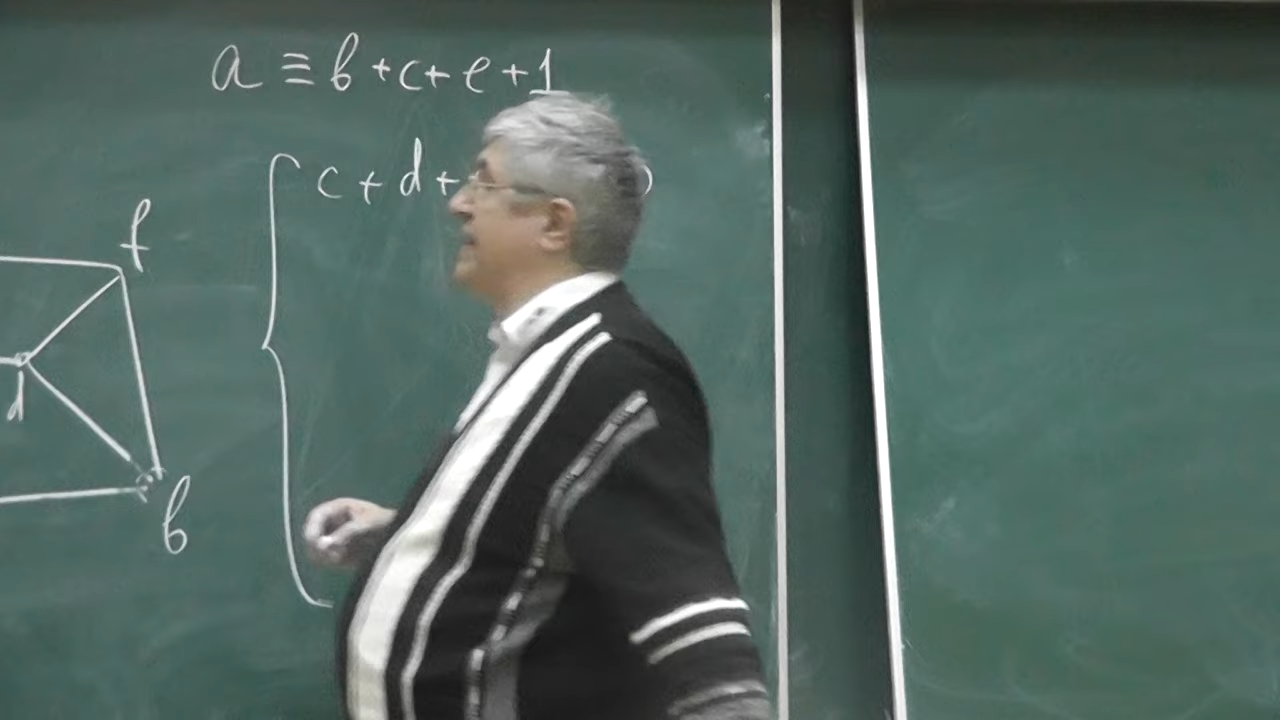 a ≡ b + c + e + 1
c + d +
f
d
b